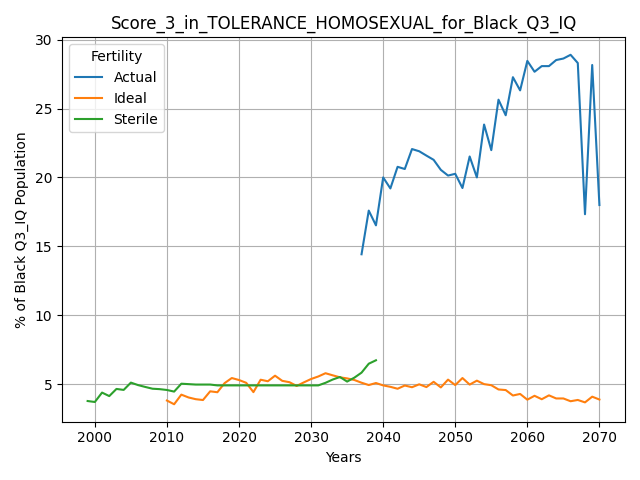 Score_3_in_TOLERANCE_HOMOSEXUAL_for_Black_Q3_IQ
Fertility
Actual
Ideal
Sterile
% of Black Q3_IQ Population
30
25
20
15
10
5
2000 2010 2020 2030 2040 2050 2060 2070
Years